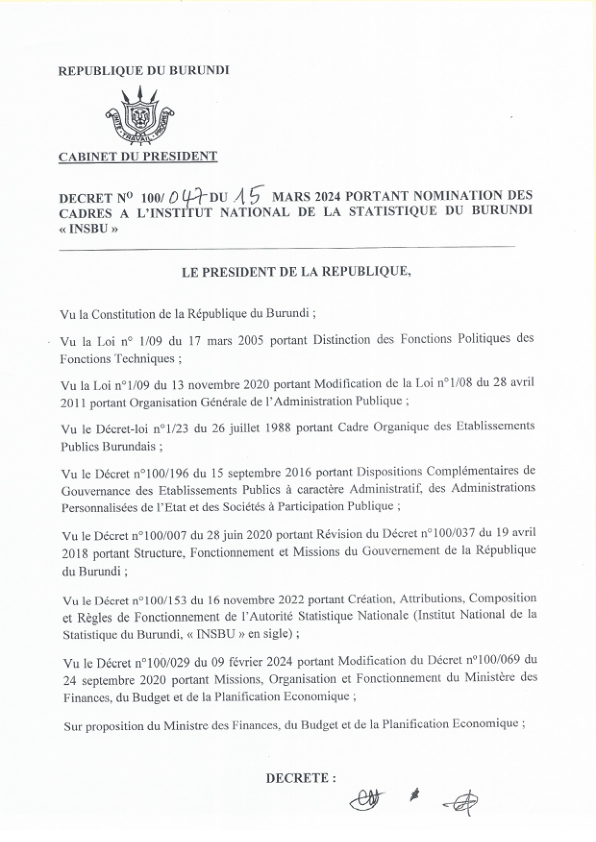 REPUBLIQUE DU BURUNDI
UNITE - TRAVAIL - PROGRES
CABINET DU PRESIDENT
DECRET Nº 100/047 DU 15 MARS 2024 PORTANT NOMINATION DES
CADRES A L'INSTITUT NATIONAL DE LA STATISTIQUE DU BURUNDI
« INSBU »
LE PRESIDENT DE LA REPUBLIQUE,
Vu la Constitution de la République du Burundi ;
Vu la Loi n° 1/09 du 17 mars 2005 portant Distinction des Fonctions Politiques des
Fonctions Techniques ;
Vu la Loi n°1/09 du 13 novembre 2020 portant Modification de la Loi n°1/08 du 28 avril
2011 portant Organisation Générale de l'Administration Publique ;
Vu le Décret-loi n°1/23 du 26 juillet 1988 portant Cadre Organique des Etablissements
Publics Burundais ;
Vu le Décret n°100/196 du 15 septembre 2016 portant Dispositions Complémentaires de
Gouvernance des Etablissements Publics à caractère Administratif, des Administrations
Personnalisées de l'Etat et des Sociétés à Participation Publique ;
Vu le Décret n°100/007 du 28 juin 2020 portant Révision du Décret n°100/037 du 19 avril
2018 portant Structure, Fonctionnement et Missions du Gouvernement de la République
du Burundi ;
Vu le Décret n°100/153 du 16 novembre 2022 portant Création, Attributions, Composition
et Règles de Fonctionnement de l'Autorité Statistique Nationale (Institut National de la
Statistique du Burundi, « INSBU » en sigle) ;
Vu le Décret n°100/029 du 09 février 2024 portant Modification du Décret n°100/069 du
24 septembre 2020 portant Missions, Organisation et Fonctionnement du Ministère des
Finances, du Budget et de la Planification Economique ;
Sur proposition du Ministre des Finances, du Budget et de la Planification Economique ;
DECRETE :